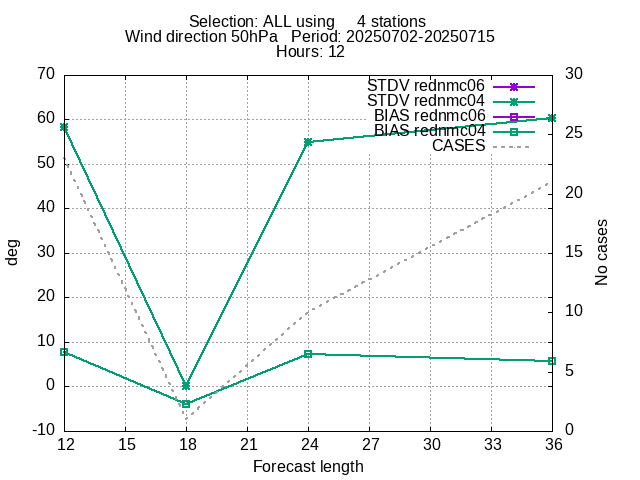 Selection: ALL using     4 stations
Wind direction 50hPa   Period: 20250702-20250715
Hours: 12
70
60
50
40
30
20
10
0
-10
deg
STDV rednmc06
STDV rednmc04
BIAS rednmc06
BIAS rednmc04
CASES
30
25
20
15
10
5
0
No cases
12 15 18 21 24 27 30 33 36
Forecast length